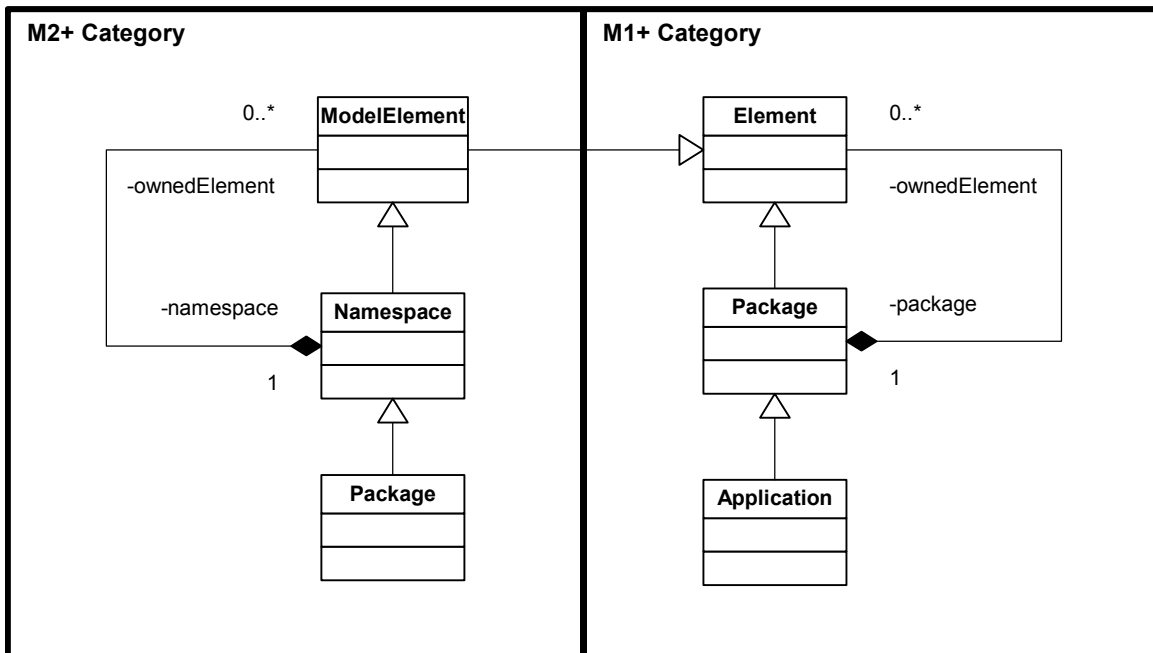 M2+ Category
0..*
ModelElement
-ownedElement
-namespace
Namespace
1
Package
M1+ Category
Element
0..*
-ownedElement
Package
-package
1
Application